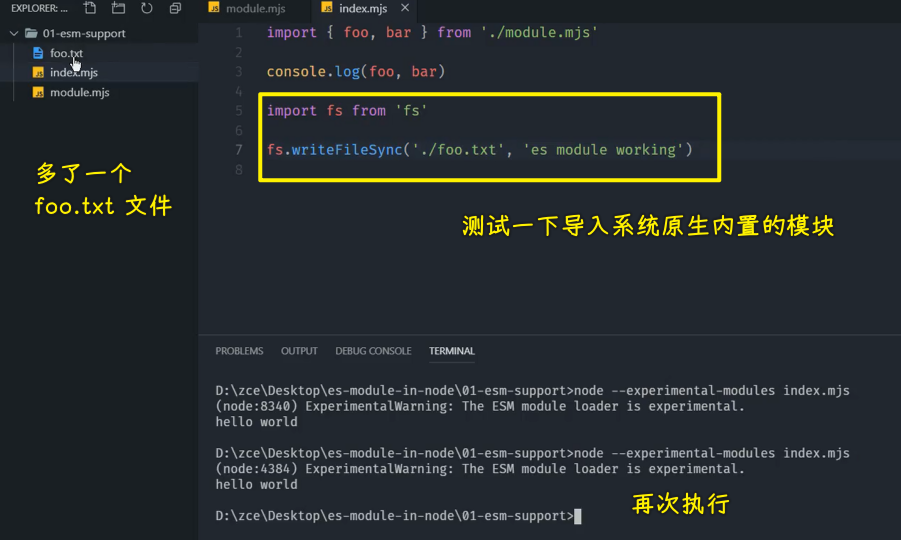 EXPLORER: ...
01-esm-support
foo.txt
index.mjs
module.mjs
多了一个
foo.txt 文件
module.mjs
index.mjs
1 import { foo, bar } from './module.mjs'
2
3 console.log(foo, bar)
4
5 import fs from 'fs'
6
7 fs.writeFileSync('./foo.txt', 'es module working')
8
测试一下导入系统原生内置的模块
PROBLEMS OUTPUT DEBUG CONSOLE TERMINAL
D:\zce\Desktop\es-module-in-node\01-esm-support>node --experimental-modules index.mjs
(node:8340) ExperimentalWarning: The ESM module loader is experimental.
hello world
D:\zce\Desktop\es-module-in-node\01-esm-support>node --experimental-modules index.mjs
(node:4384) ExperimentalWarning: The ESM module loader is experimental.
hello world
再次执行
D:\zce\Desktop\es-module-in-node\01-esm-support>